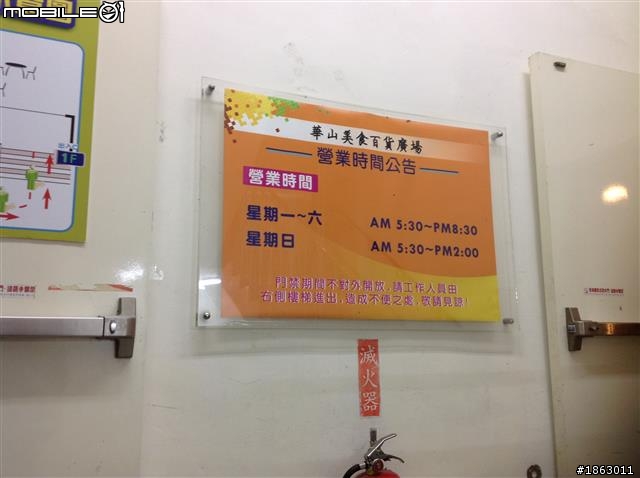 MOBILE01
1F
華山美食百貨廣場
營業時間公告
營業時間
星期一~六 AM 5:30~PM8:30
星期日 AM 5:30~PM2:00
門禁期間不對外開放,請工作人員由
右側樓梯進出,造成不便之處,敬請見諒!
滅火器
#1863011